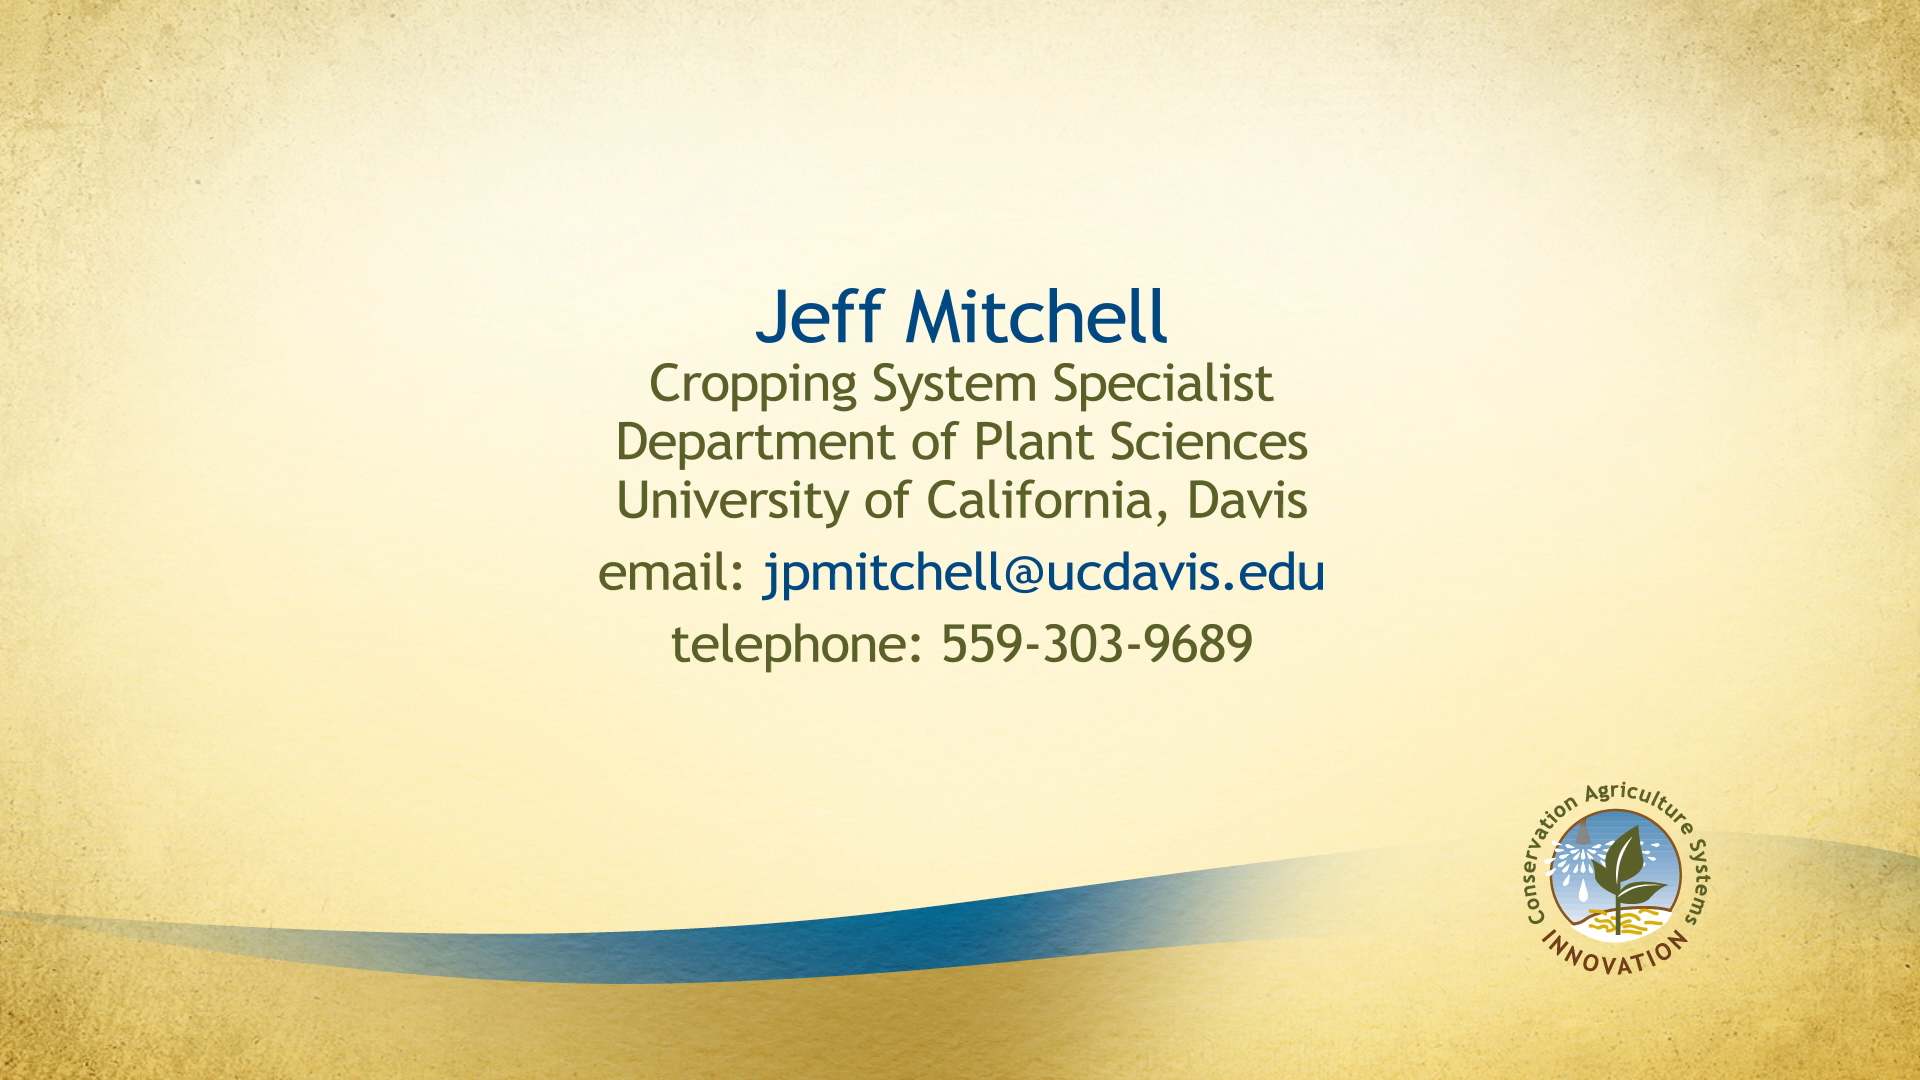 Jeff Mitchell
Cropping System Specialist
Department of Plant Sciences
University of California, Davis
email: jpmitchell@ucdavis.edu
telephone: 559-303-9689
Conservation Agriculture Systems
INNOVATION